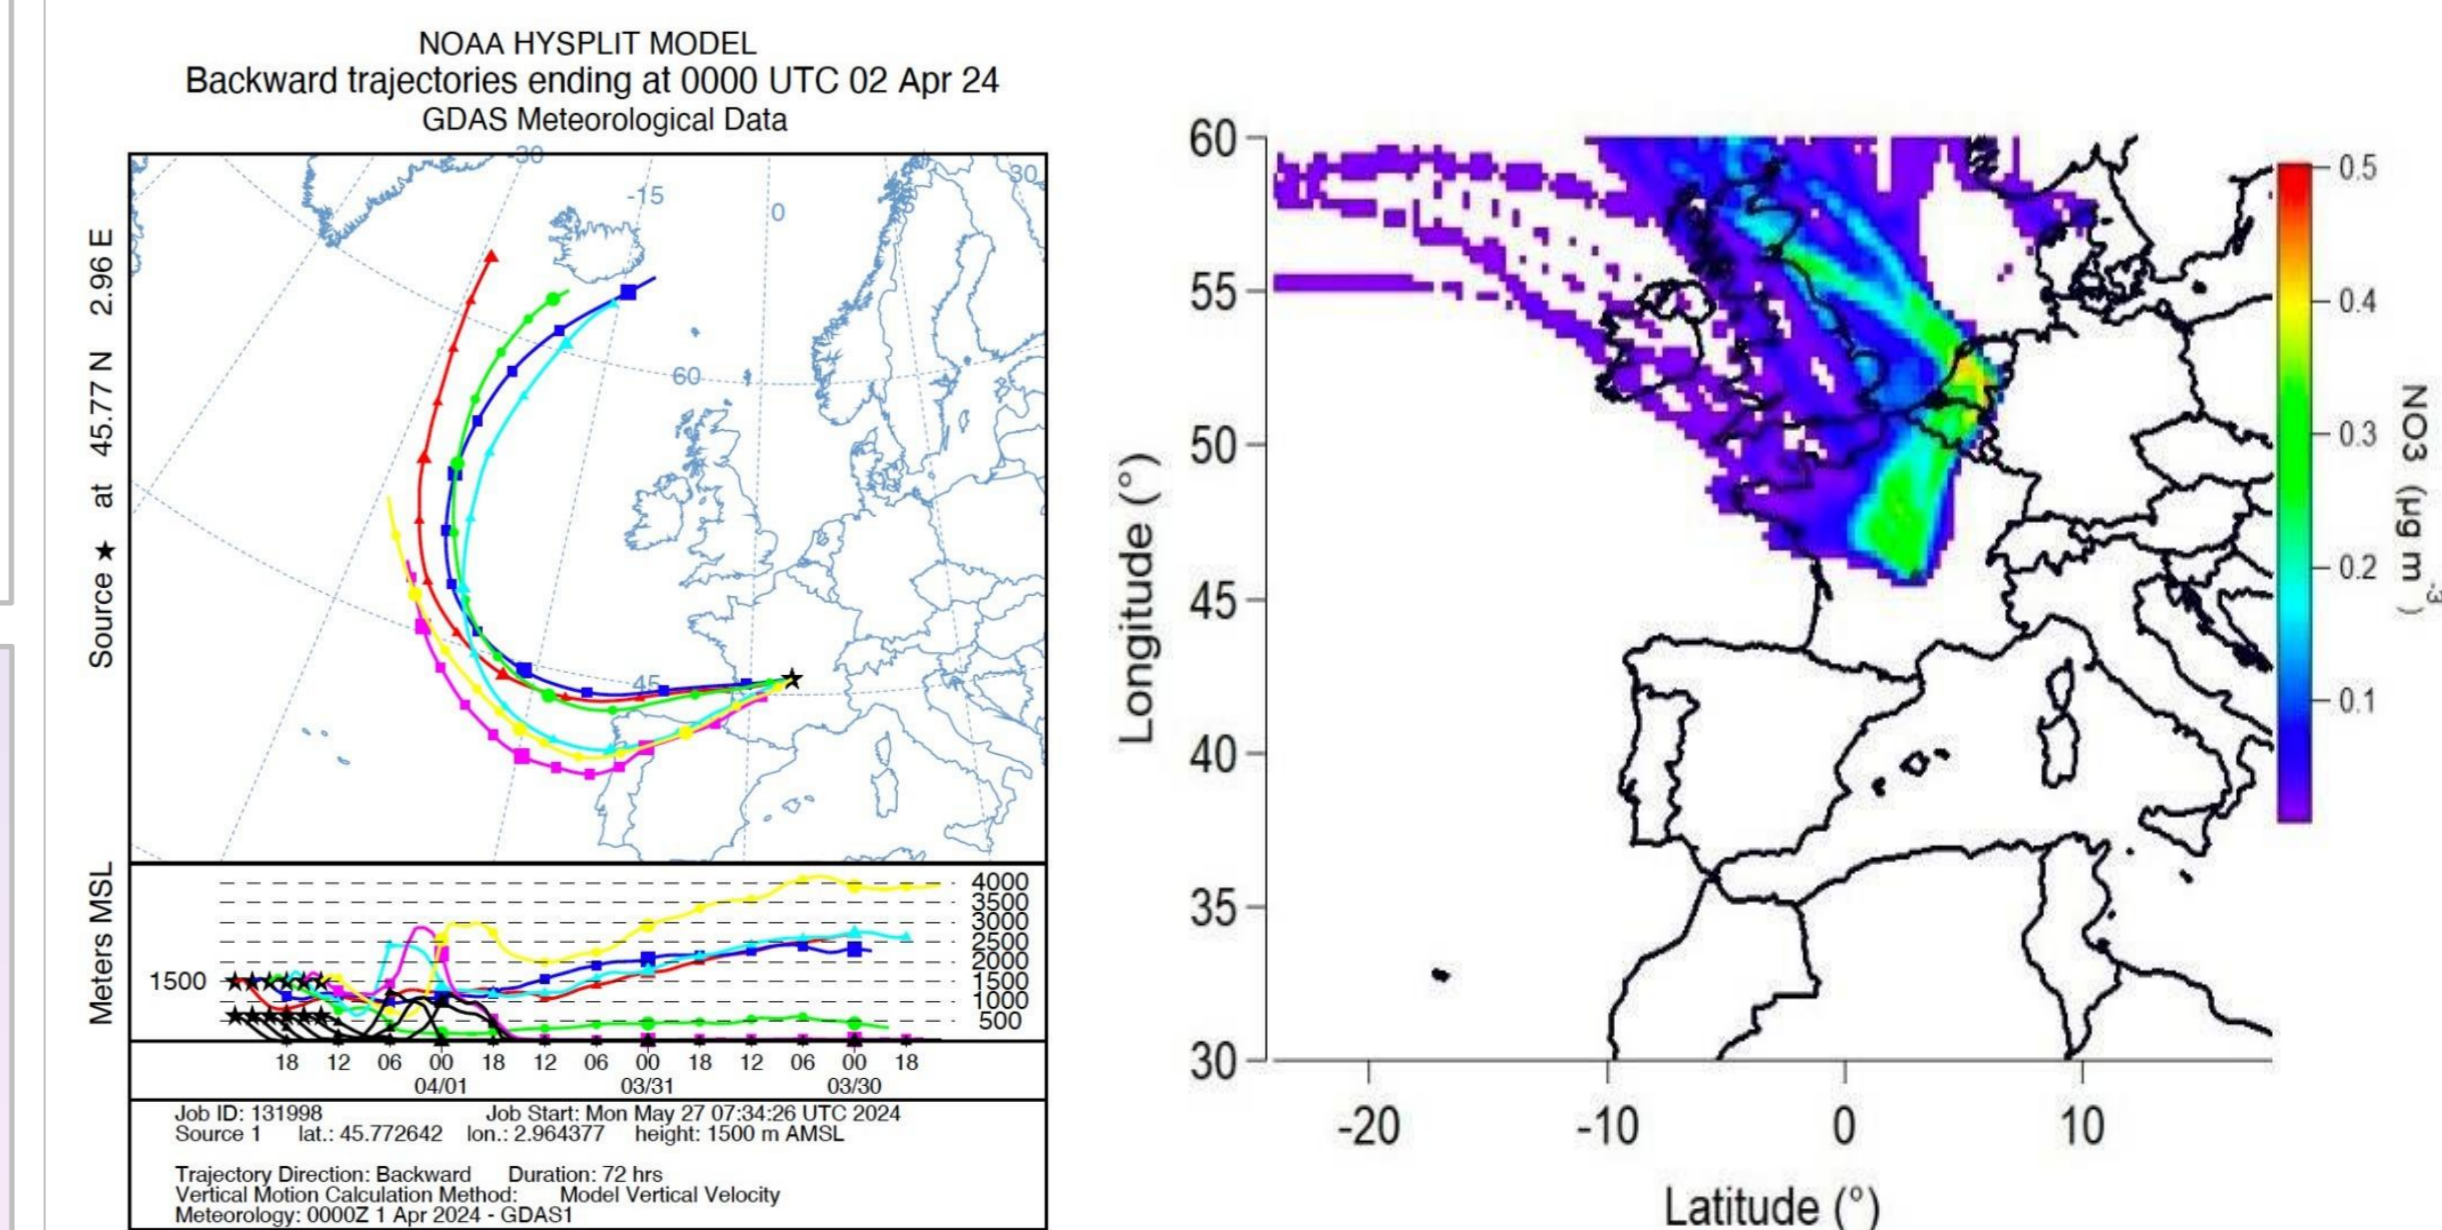 NOAA HYSPLIT MODEL
Backward trajectories ending at 0000 UTC 02 Apr 24
GDAS Meteorological Data
Source ★ at 45.77 N 2.96 E
-30
-15
0
30
60
45
Meters MSL
1500
4000
3500
3000
2500
2000
1500
1000
500
18 12 06 00 18 12 06 00 18 12 06 00 18
04/01 03/31 03/30
Job ID: 131998 Job Start: Mon May 27 07:34:26 UTC 2024
Source 1 lat.: 45.772642 lon.: 2.964377 height: 1500 m AMSL
Trajectory Direction: Backward Duration: 72 hrs
Vertical Motion Calculation Method: Model Vertical Velocity
Meteorology: 0000Z 1 Apr 2024 - GDAS1
Longitude (°)
60
55
50
45
40
35
30
-20 -10 0 10
Latitude (°)
0.5
0.4
0.3
0.2
0.1
NO3 (µg m⁻³)